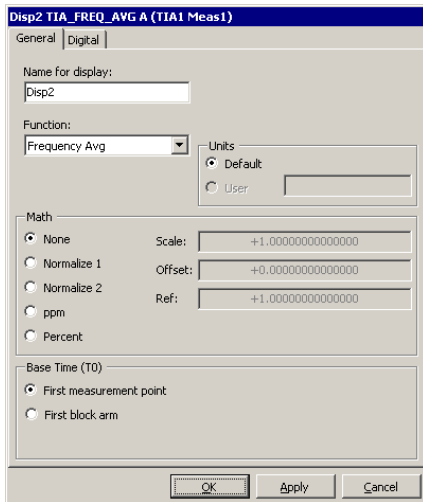 Disp2 TIA_FREQ_AVG A (TIA1 Meas1)
General Digital
Name for display:
Disp2
Function:
Frequency Avg
Units
Default
User
Math
None
Scale: +1.00000000000000
Normalize 1
Offset: +0.00000000000000
Normalize 2
Ref: +1.00000000000000
ppm
Percent
Base Time (T0)
First measurement point
First block arm
OK Apply Cancel